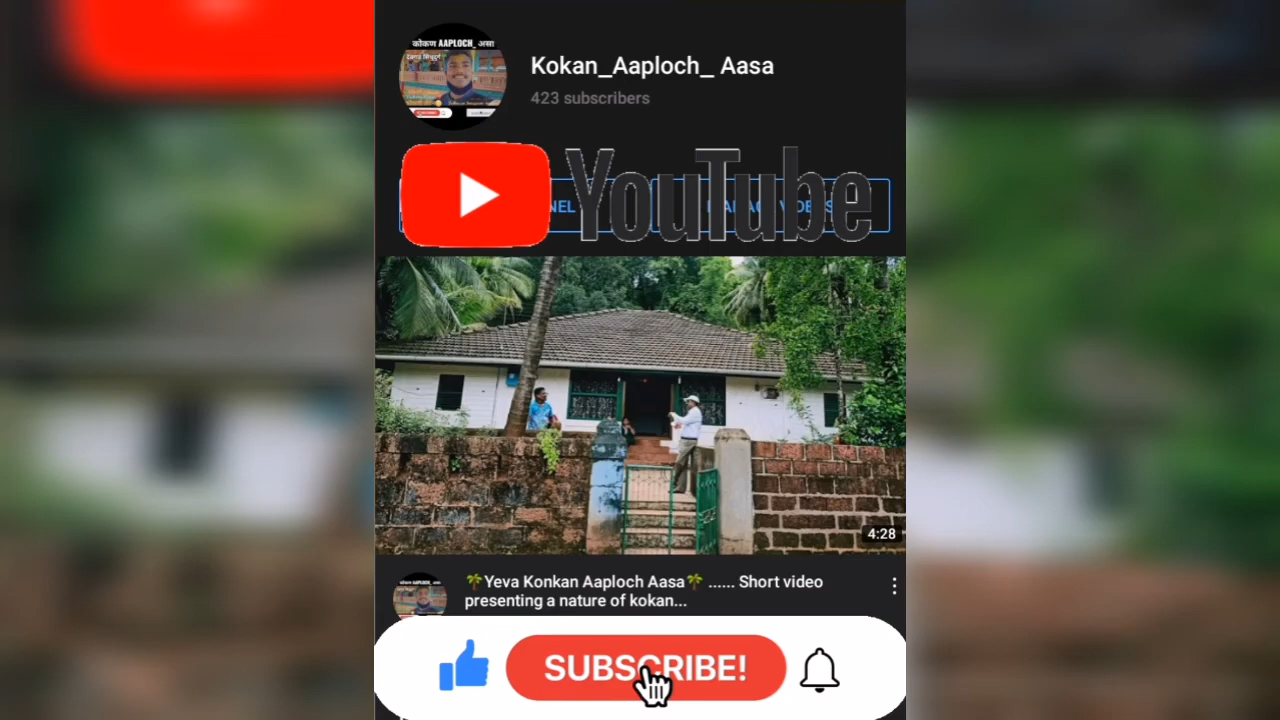 कोकण AAPLOCH_ असा
Kokan_Aaploch_ Aasa
423 subscribers
YouTube
4:28
🌴Yeva Konkan Aaploch Aasa🌴 ...... Short video
presenting a nature of kokan...
SUBSCRIBE!